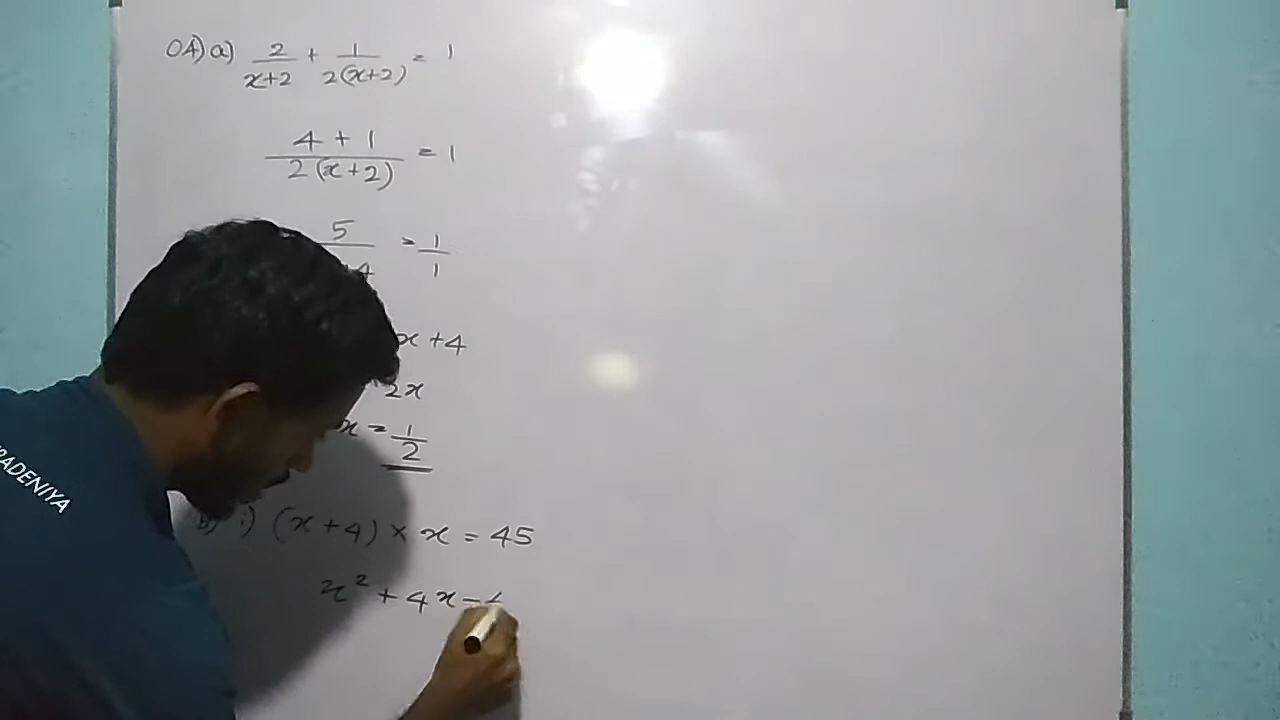 04) a) 2/(x+2) + 1/(2(x+2)) = 1
(4 + 1)/(2(x+2)) = 1
5/ 4 = 1/1
x + 4
2x
x = 1/2
b) i) (x+4) × x = 45
x² + 4x -
RADENIYA